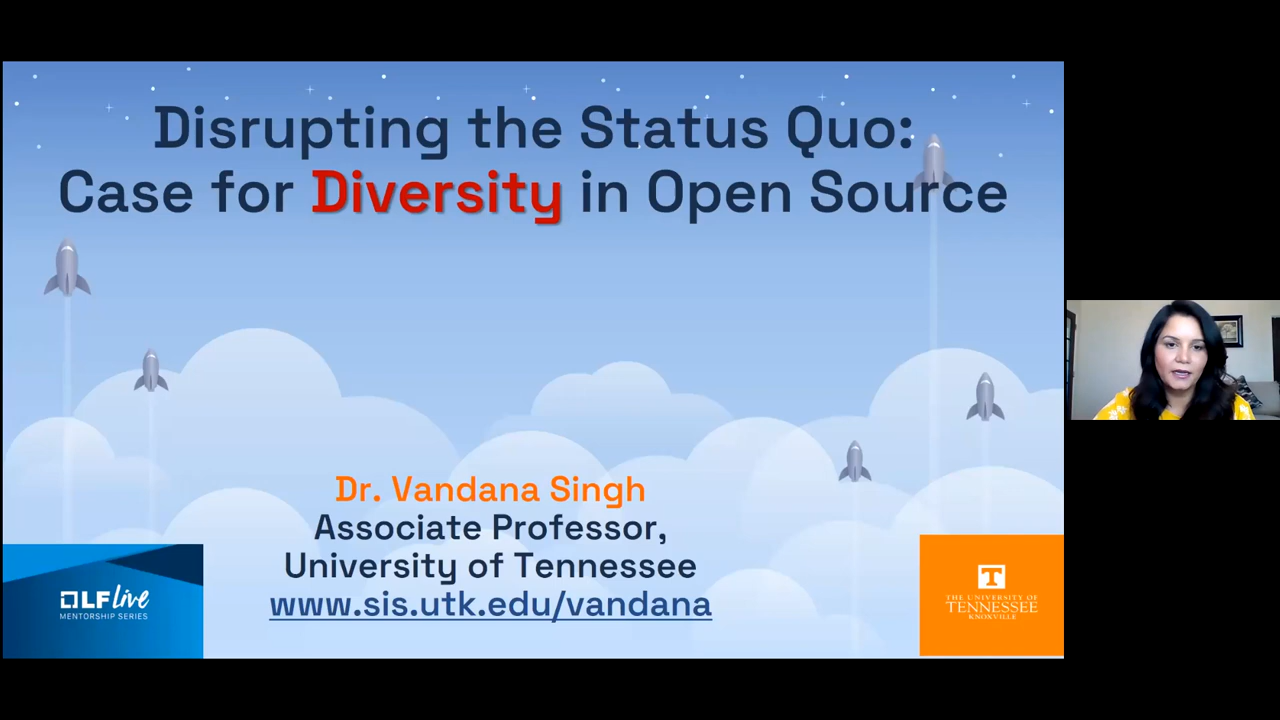 Disrupting the Status Quo:
Case for Diversity in Open Source
Dr. Vandana Singh
Associate Professor,
University of Tennessee
www.sis.utk.edu/vandana
LF live
MENTORSHIP SERIES
T
THE UNIVERSITY OF
TENNESSEE
KNOXVILLE